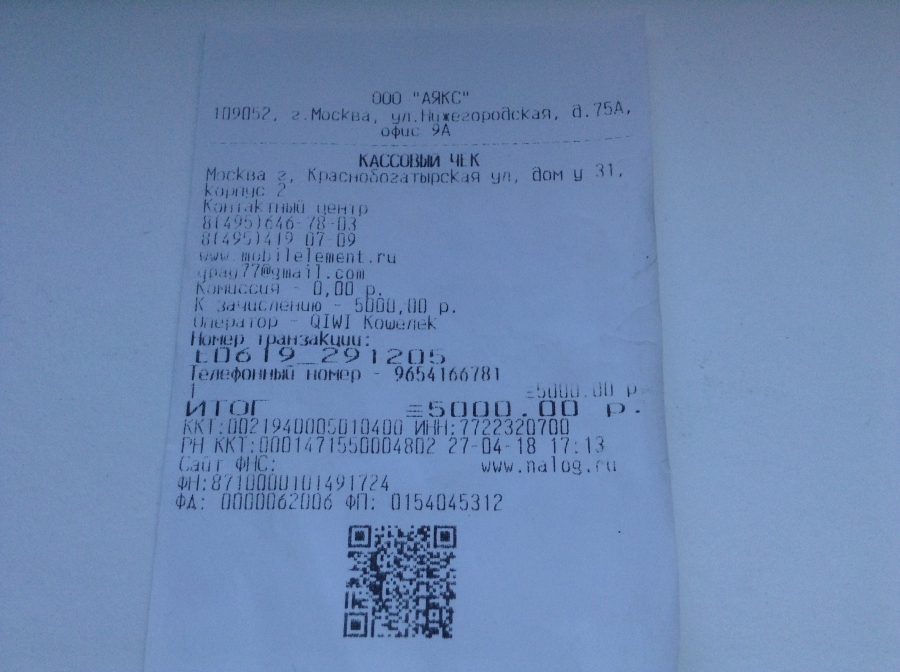 ООО "АЯКС"
109052, г.Москва, ул.Нижегородская, д.75А,
офис 9А
КАССОВЫЙ ЧЕК
Москва г, Краснобогатырская ул, дом у 31,
корпус 2
Контактный центр
8(495)646-78-03
8(495)419 07-09
www.mobilelement.ru
ypay77@gmail.com
Комиссия - 0,00 р.
К зачислению - 5000,00 р.
Оператор - QIWI Кошелек
Номер транзакции:
L0619_291205
Телефонный номер - 9654166781
≡5000.00 р.
ИТОГ ≡5000.00 р.
ККТ:0021940005010400 ИНН:7722320700
РН ККТ:0001471550004802 27-04-18 17:13
Сайт ФНС: www.nalog.ru
ФН:8710000101491724
ФД: 0000062006 ФП: 0154045312